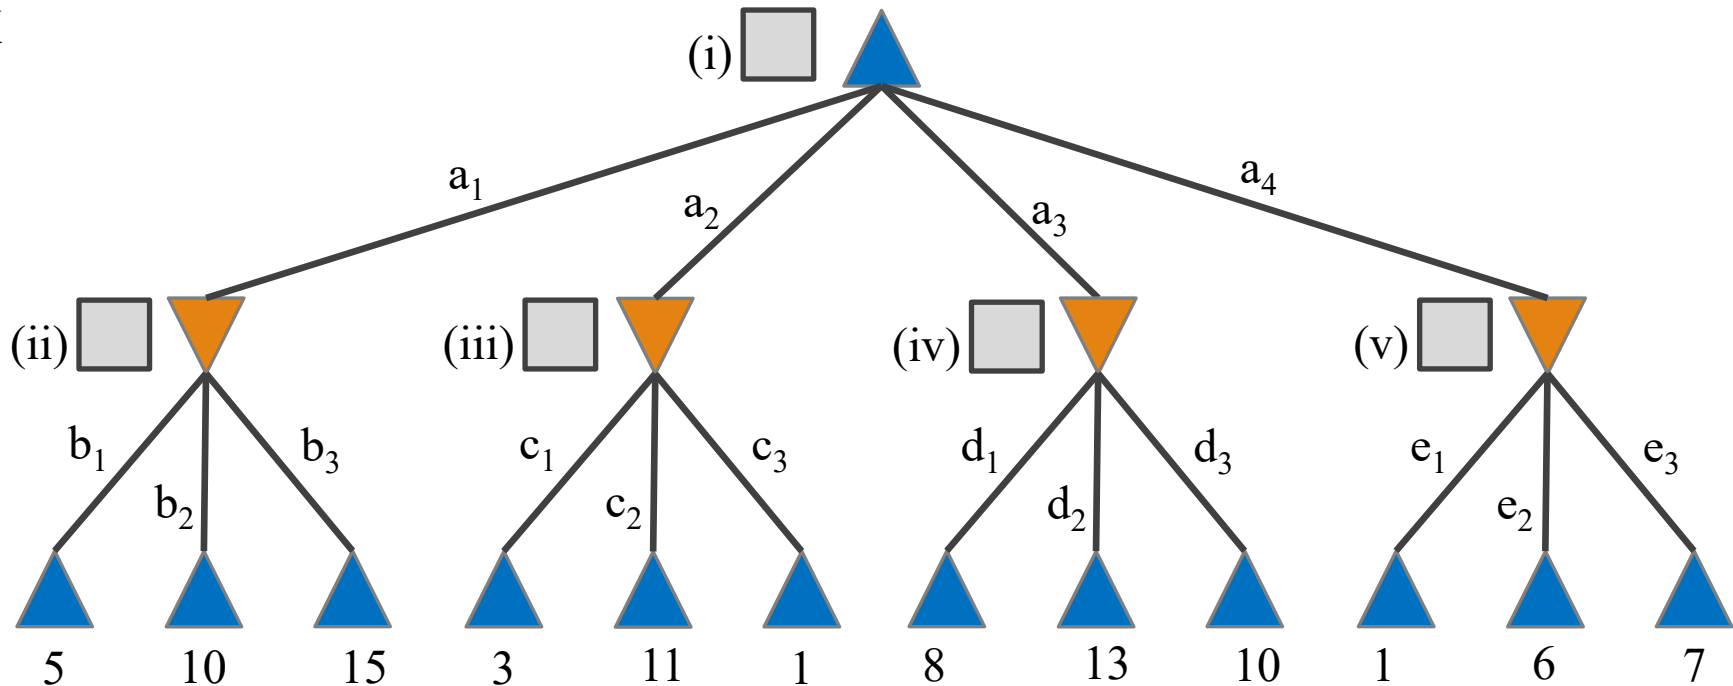 (i)
a₁ a₂ a₃ a₄
(ii) (iii) (iv) (v)
b₁ b₂ b₃ c₁ c₂ c₃ d₁ d₂ d₃ e₁ e₂ e₃
5 10 15 3 11 1 8 13 10 1 6 7